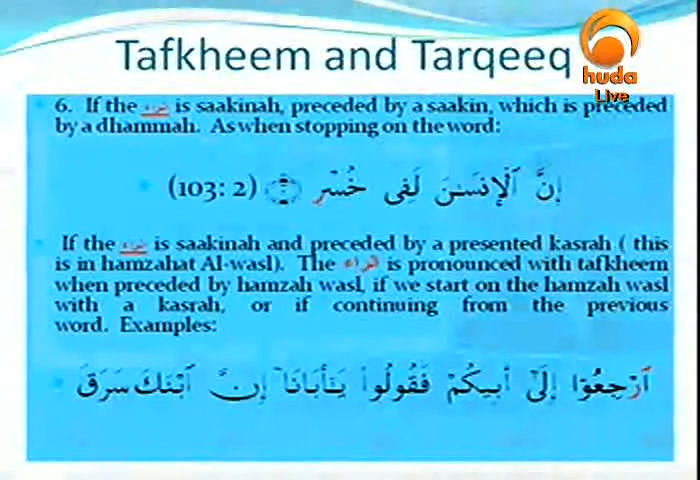 Tafkheem and Tarqeeq
huda
Live
6. If the راء is saakinah, preceded by a saakin, which is preceded
by a dhammah. As when stopping on the word:
إِنَّ ٱلْإِنسَـٰنَ لَفِى خُسْرٍ ۝ (103: 2)
If the راء is saakinah and preceded by a presented kasrah ( this
is in hamzahat Al-wasl). The الراء is pronounced with tafkheem
when preceded by hamzah wasl, if we start on the hamzah wasl
with a kasrah, or if continuing from the previous
word. Examples:
ٱرْجِعُوٓا۟ إِلَىٰٓ أَبِيكُمْ فَقُولُوا۟ يَـٰٓأَبَانَآ إِنَّ ٱبْنَكَ سَرَقَ